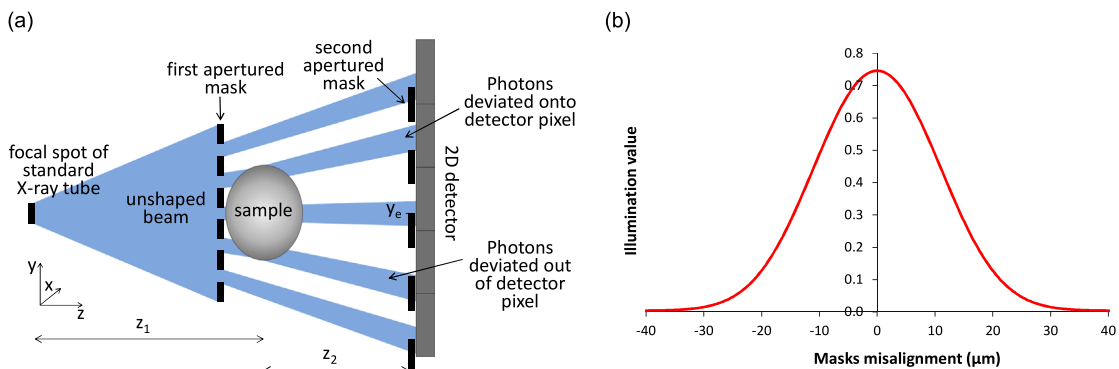 (a)
first apertured
mask
second
apertured
mask
Photons
deviated onto
detector pixel
focal spot of
standard
X-ray tube
unshaped
beam
sample
yₑ
2D detector
Photons
deviated out
of detector
pixel
y
x
z
z₁
z₂
(b)
Illumination value
0.8
0.7
0.6
0.5
0.4
0.3
0.2
0.1
0.0
-40 -30 -20 -10 0 10 20 30 40
Masks misalignment (μm)